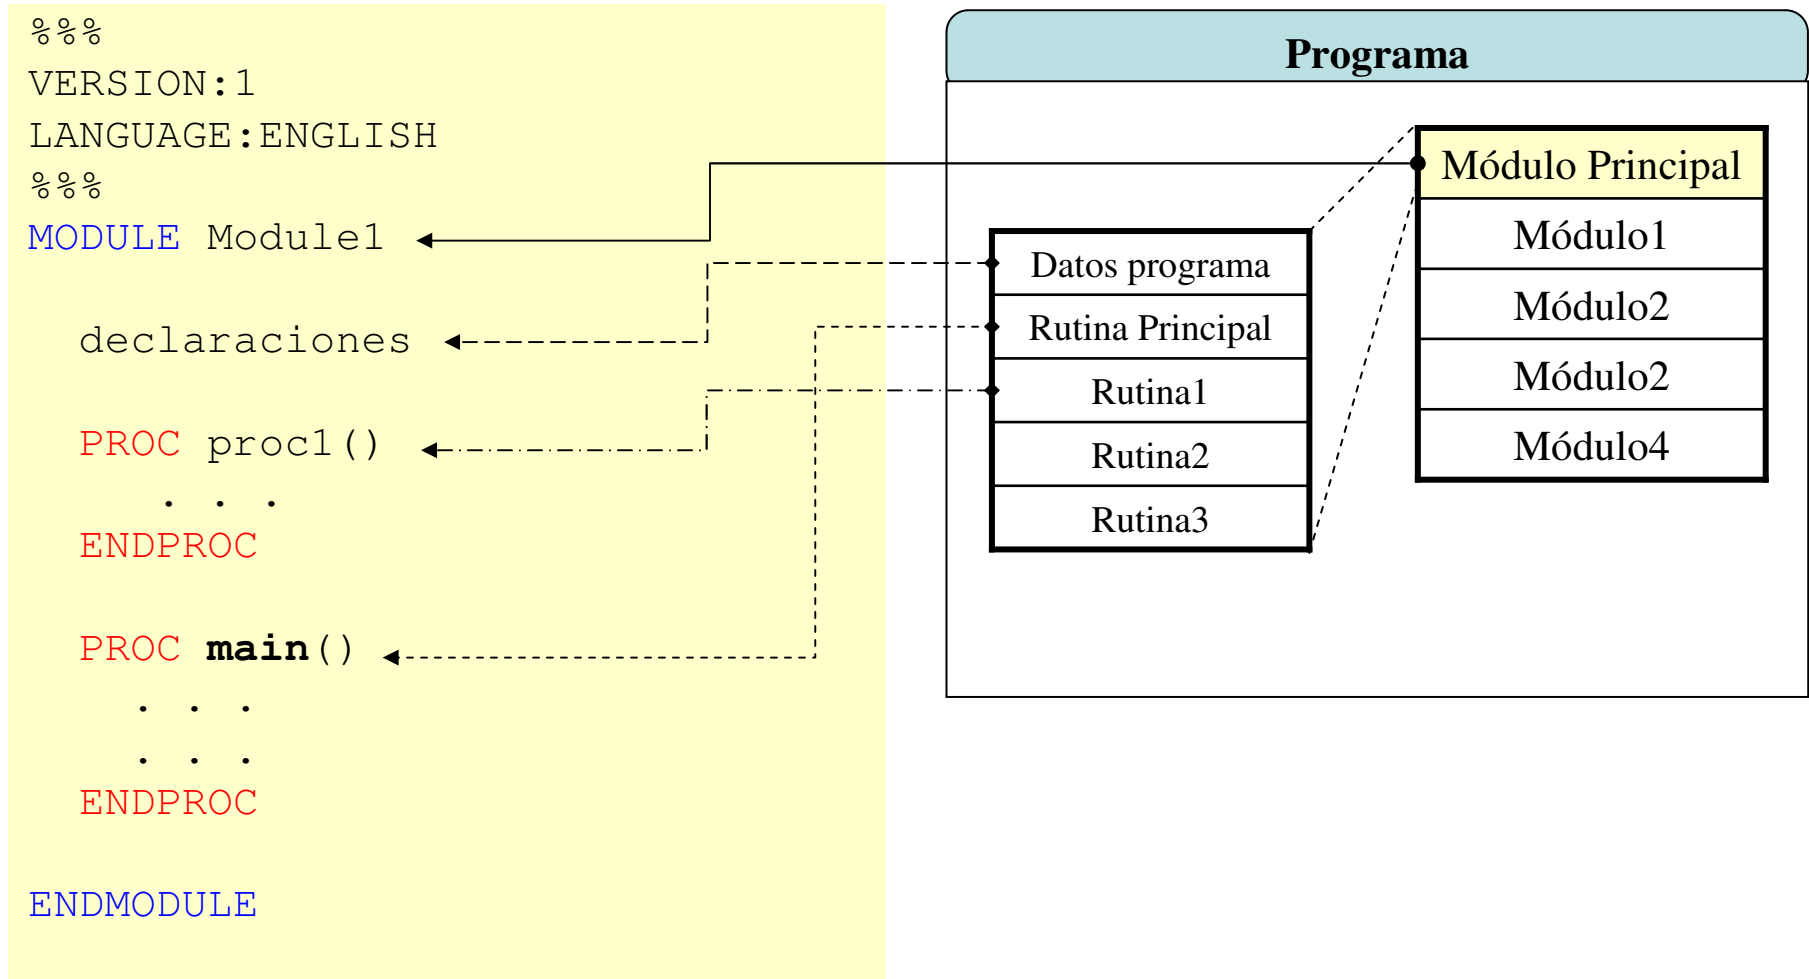 %%%
VERSION:1
LANGUAGE:ENGLISH
%%%
MODULE Module1
declaraciones
PROC proc1()
. . .
ENDPROC
PROC main()
. . .
. . .
ENDPROC
ENDMODULE
Programa
Datos programa
Rutina Principal
Rutina1
Rutina2
Rutina3
Módulo Principal
Módulo1
Módulo2
Módulo2
Módulo4